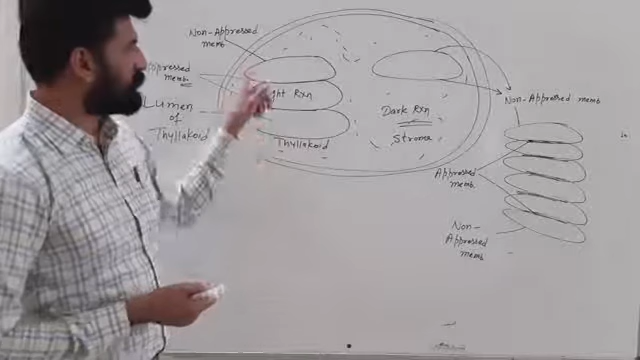 Non-Appressed
memb
Appressed
memb
Lumen
of
Thyllakoid
Light Rxn
Thyllakoid
Dark Rxn
Stroma
Non-Appressed memb
Appressed
memb
Non-
Appressed
memb